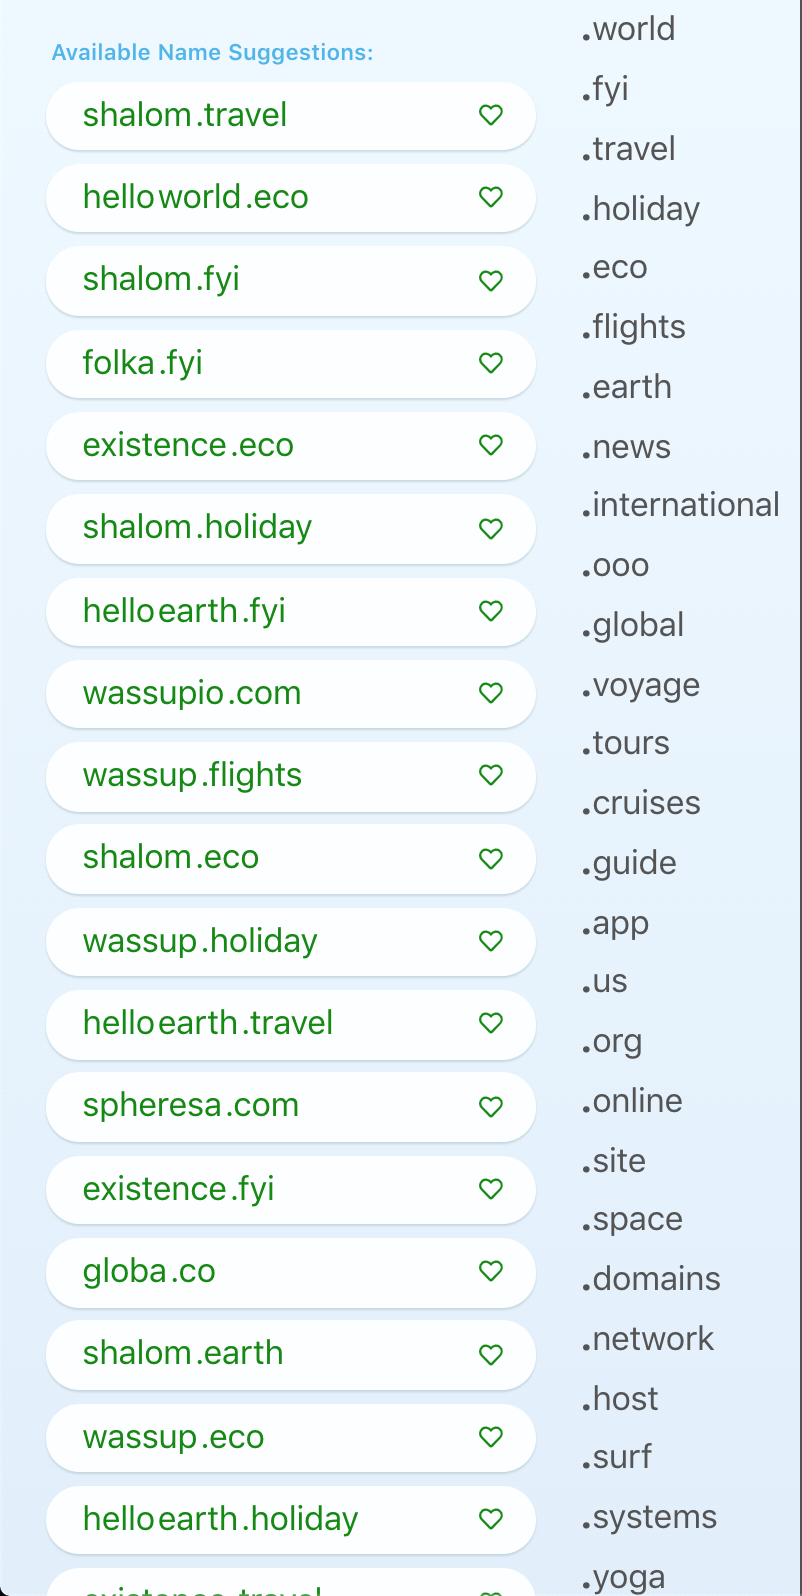 Available Name Suggestions:
shalom.travel
helloworld.eco
shalom.fyi
folka.fyi
existence.eco
shalom.holiday
helloearth.fyi
wassupio.com
wassup.flights
shalom.eco
wassup.holiday
helloearth.travel
spheresa.com
existence.fyi
globa.co
shalom.earth
wassup.eco
helloearth.holiday
existence.travel
.world
.fyi
.travel
.holiday
.eco
.flights
.earth
.news
.international
.ooo
.global
.voyage
.tours
.cruises
.guide
.app
.us
.org
.online
.site
.space
.domains
.network
.host
.surf
.systems
.yoga